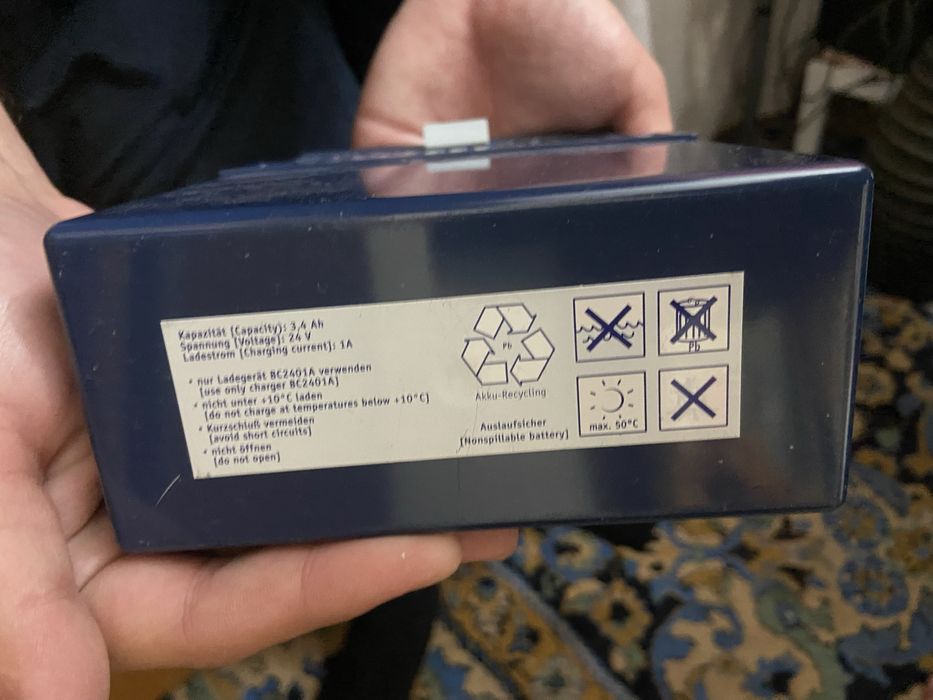 Kapazität [Capacity]: 3,4 Ah
Spannung [Voltage]: 24 V
Ladestrom [Charging current]: 1A
• nur Ladegerät BC2401A verwenden
[use only charger BC2401A]
• nicht unter +10°C laden
[do not charge at temperatures below +10°C]
• Kurzschluß vermeiden
[avoid short circuits]
• nicht öffnen
[do not open]
Pb
Akku-Recycling
Auslaufsicher
[Nonspillable battery]
Pb
max. 50°C